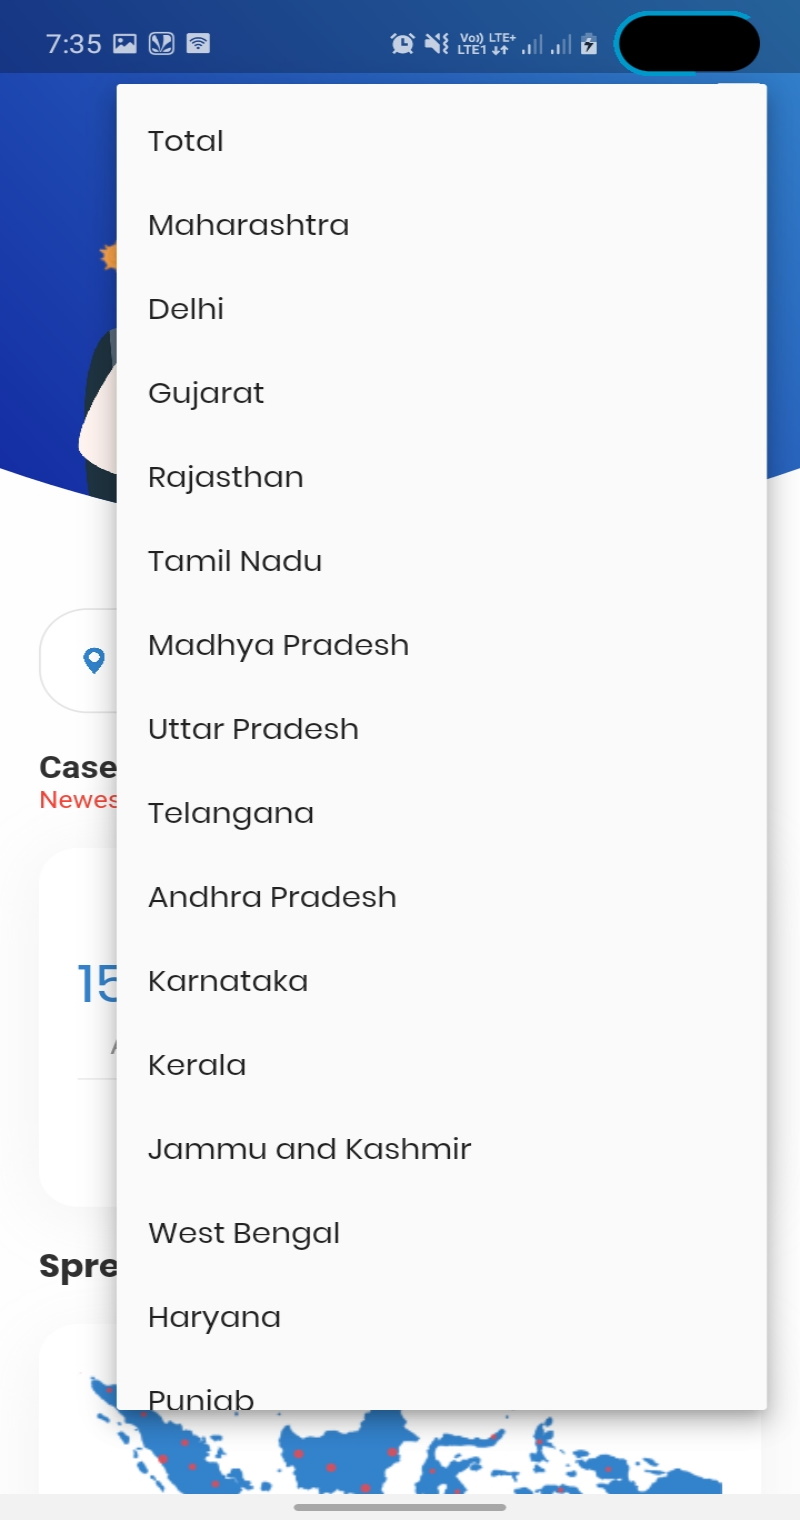 7:35
Vo)) LTE+
LTE1
Total
Maharashtra
Delhi
Gujarat
Rajasthan
Tamil Nadu
Madhya Pradesh
Uttar Pradesh
Case
Newes
Telangana
Andhra Pradesh
15
Karnataka
Kerala
Jammu and Kashmir
West Bengal
Spre
Haryana
Punjab